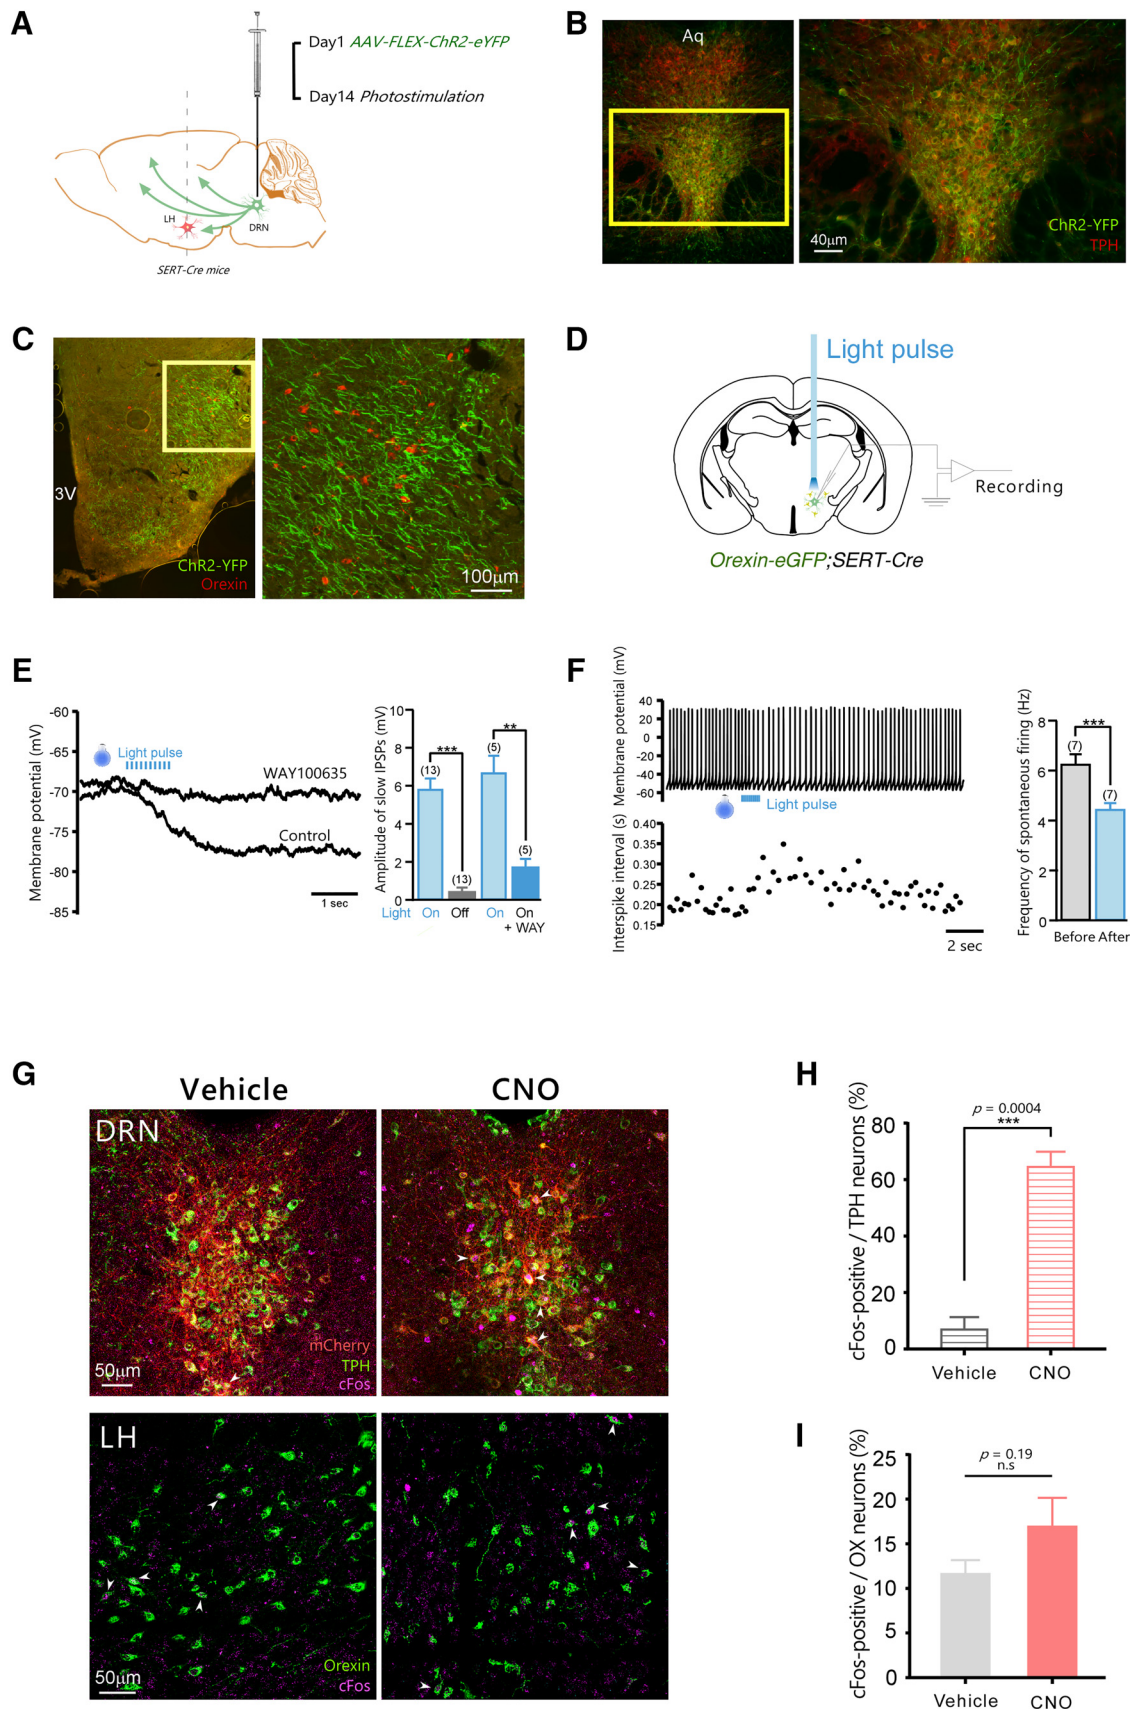 A
Day1 AAV-FLEX-ChR2-eYFP
Day14 Photostimulation
LH
DRN
SERT-Cre mice
B
Aq
40μm
ChR2-YFP
TPH
C
3V
ChR2-YFP
Orexin
100μm
D
Light pulse
Recording
Orexin-eGFP;SERT-Cre
E
Membrane potential (mV)
-60
-65
-70
-75
-80
-85
Light pulse
WAY100635
Control
1 sec
Amplitude of slow IPSPs (mV)
10
8
6
4
2
0
***
**
(13)
(13)
(5)
(5)
Light On Off On On
+ WAY
F
Membrane potential (mV)
40
20
0
-20
-40
-60
Light pulse
Interspike interval (s)
0.40
0.35
0.30
0.25
0.20
0.15
2 sec
Frequency of spontaneous firing (Hz)
8
6
4
2
0
***
(7)
(7)
Before After
G
Vehicle
CNO
DRN
mCherry
TPH
cFos
50μm
LH
Orexin
cFos
50μm
H
cFos-positive / TPH neurons (%)
80
60
40
20
0
p = 0.0004
***
Vehicle
CNO
I
cFos-positive / OX neurons (%)
25
20
15
10
5
0
p = 0.19
n.s
Vehicle
CNO